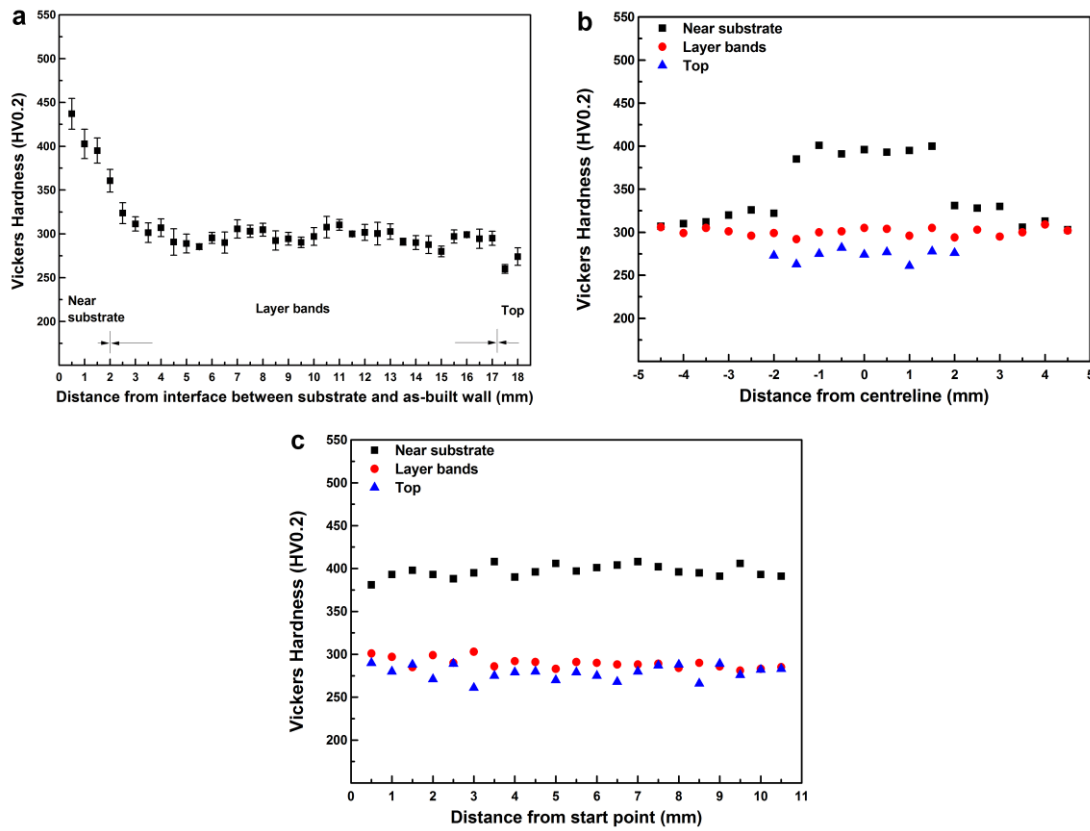 a
Vickers Hardness (HV0.2)
550
500
450
400
350
300
250
200
Near
substrate
Layer bands
Top
0 1 2 3 4 5 6 7 8 9 10 11 12 13 14 15 16 17 18
Distance from interface between substrate and as-built wall (mm)
b
Vickers Hardness (HV0.2)
550
500
450
400
350
300
250
200
Near substrate
Layer bands
Top
-5 -4 -3 -2 -1 0 1 2 3 4 5
Distance from centreline (mm)
c
Vickers Hardness (HV0.2)
550
500
450
400
350
300
250
200
Near substrate
Layer bands
Top
0 1 2 3 4 5 6 7 8 9 10 11
Distance from start point (mm)